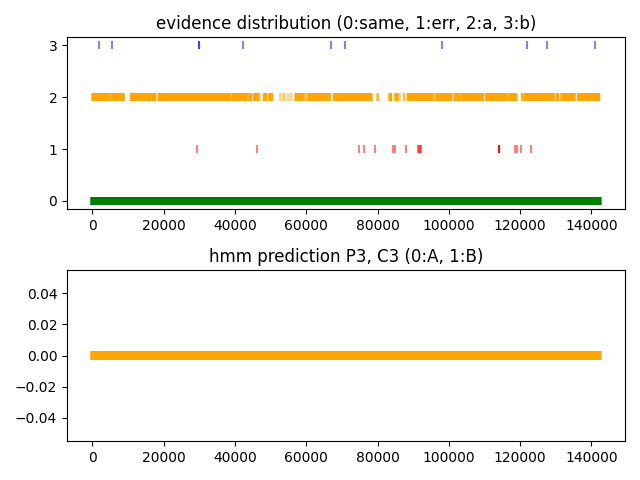 evidence distribution (0:same, 1:err, 2:a, 3:b)
3
2
1
0
0 20000 40000 60000 80000 100000 120000 140000
hmm prediction P3, C3 (0:A, 1:B)
0.04
0.02
0.00
−0.02
−0.04
0 20000 40000 60000 80000 100000 120000 140000